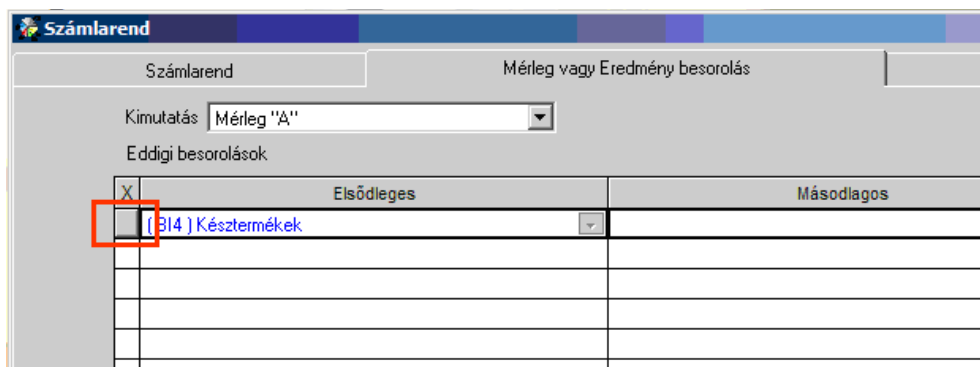 Számlarend
Számlarend Mérleg vagy Eredmény besorolás
Kimutatás Mérleg "A"
Eddigi besorolások
X Elsődleges Másodlagos
( BI4 ) Késztermékek